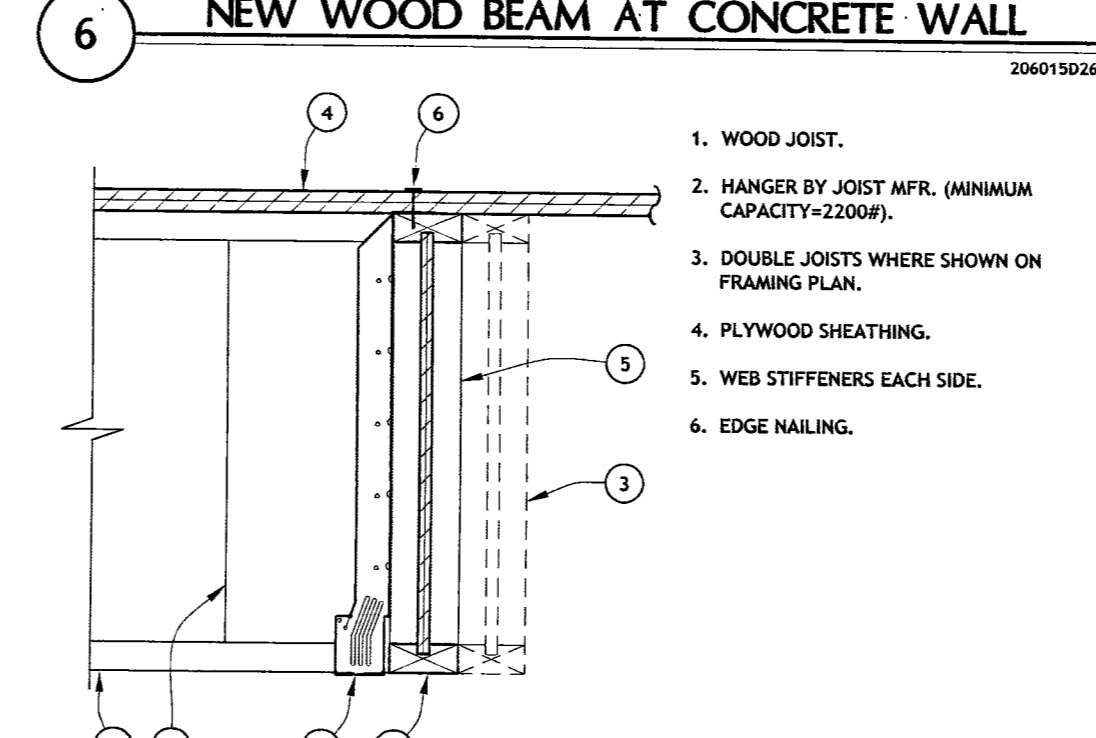 6
NEW WOOD BEAM AT CONCRETE WALL
206015D26
4
6
1. WOOD JOIST.
2. HANGER BY JOIST MFR. (MINIMUM
CAPACITY=2200#).
3. DOUBLE JOISTS WHERE SHOWN ON
FRAMING PLAN.
4. PLYWOOD SHEATHING.
5. WEB STIFFENERS EACH SIDE.
6. EDGE NAILING.
5
3